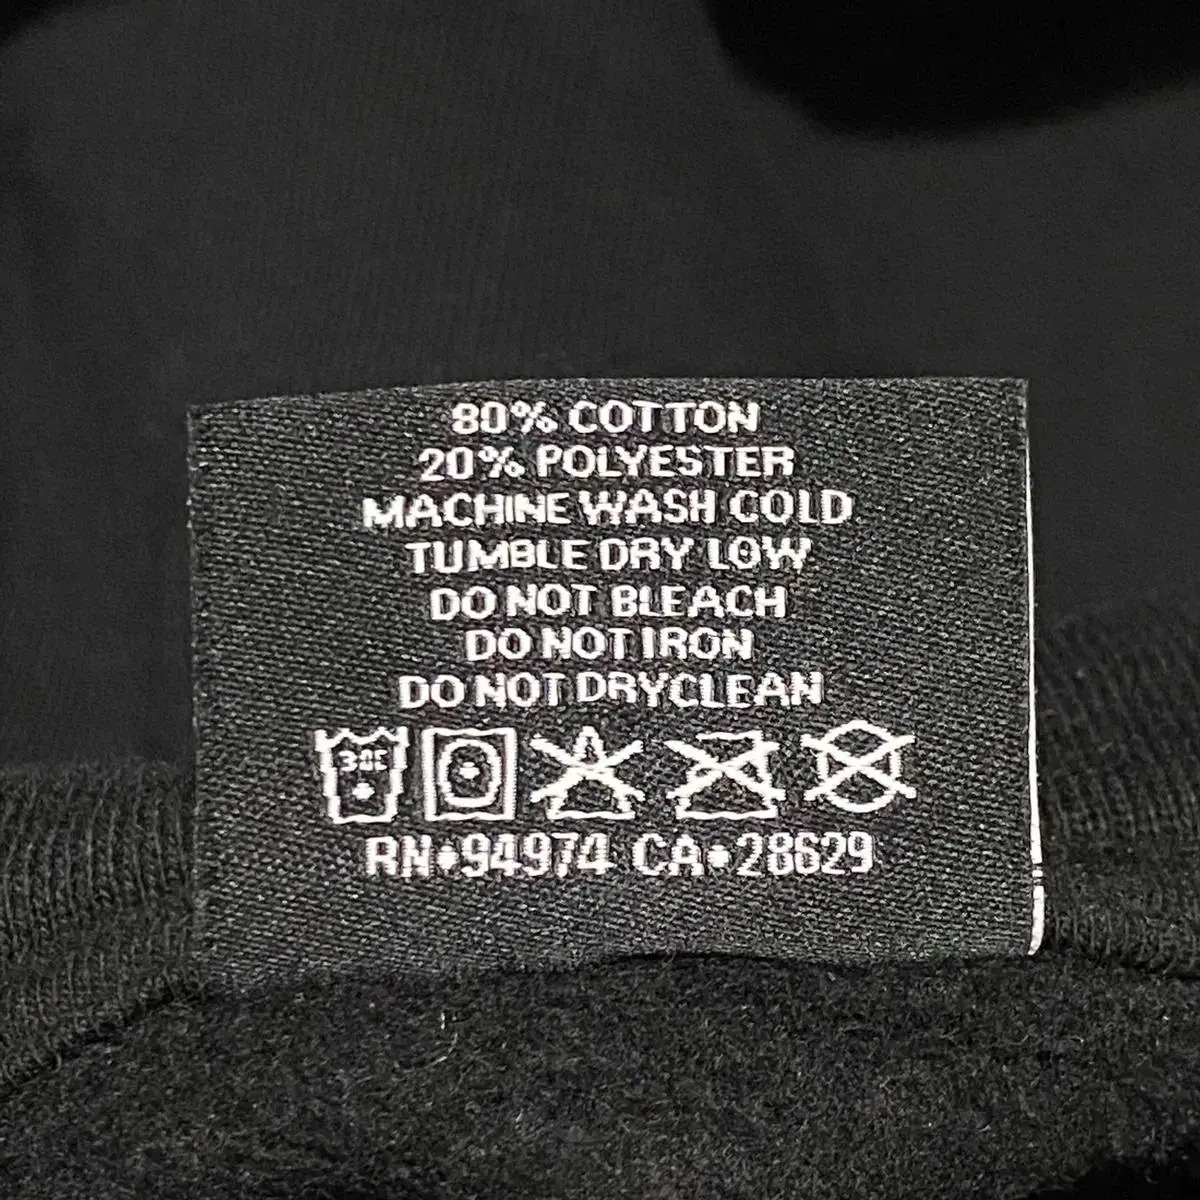 80% COTTON
20% POLYESTER
MACHINE WASH COLD
TUMBLE DRY LOW
DO NOT BLEACH
DO NOT IRON
DO NOT DRYCLEAN
RN•94974 CA•28629